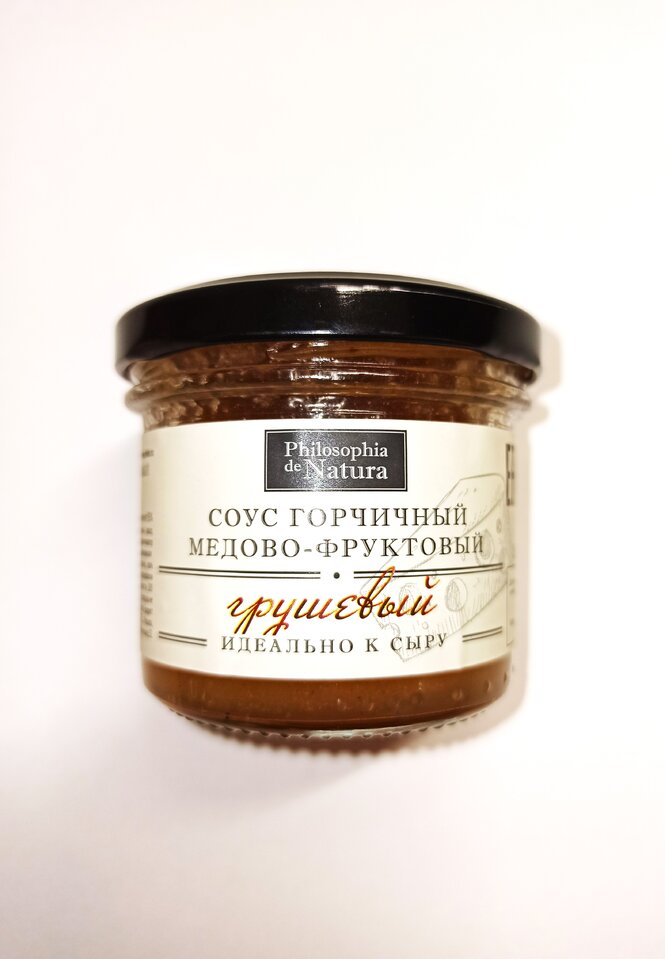 Philosophia
de Natura
СОУС ГОРЧИЧНЫЙ
МЕДОВО-ФРУКТОВЫЙ
грушевый
ИДЕАЛЬНО К СЫРУ